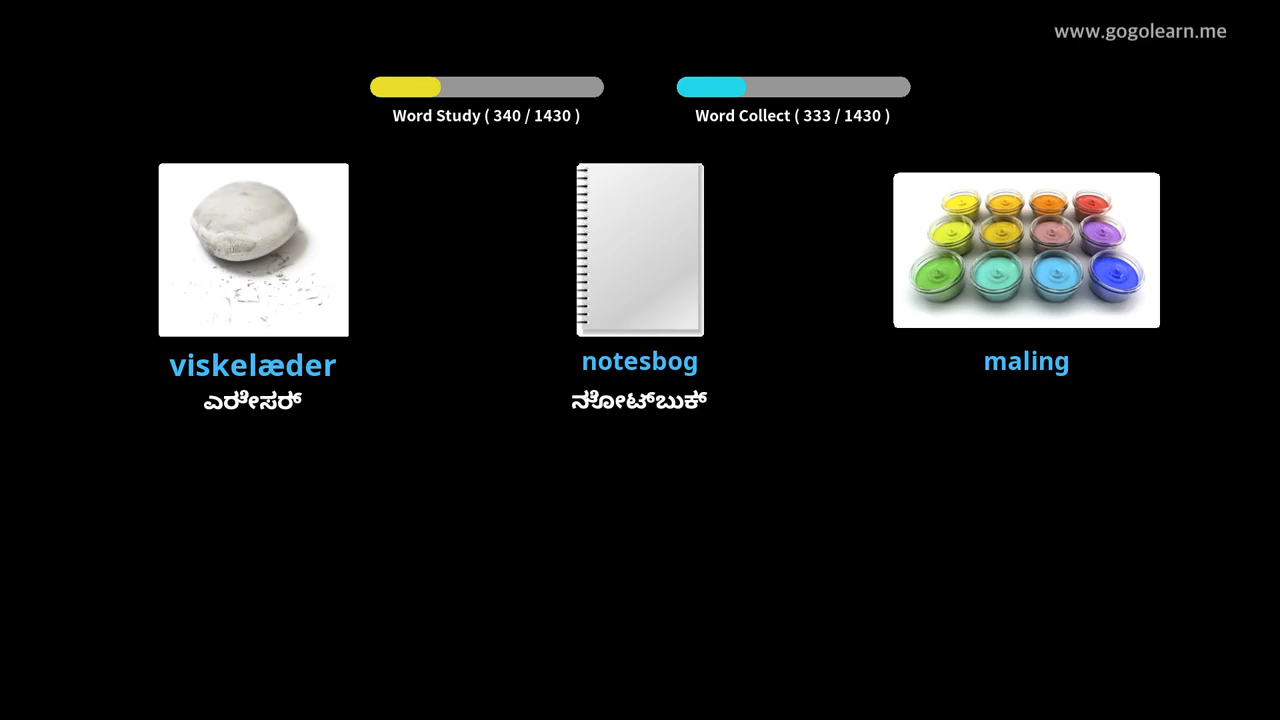 www.gogolearn.me
Word Study ( 340 / 1430 )
Word Collect ( 333 / 1430 )
viskelæder
ಎರೇಸರ್
notesbog
ನೋಟ್‌ಬುಕ್
maling